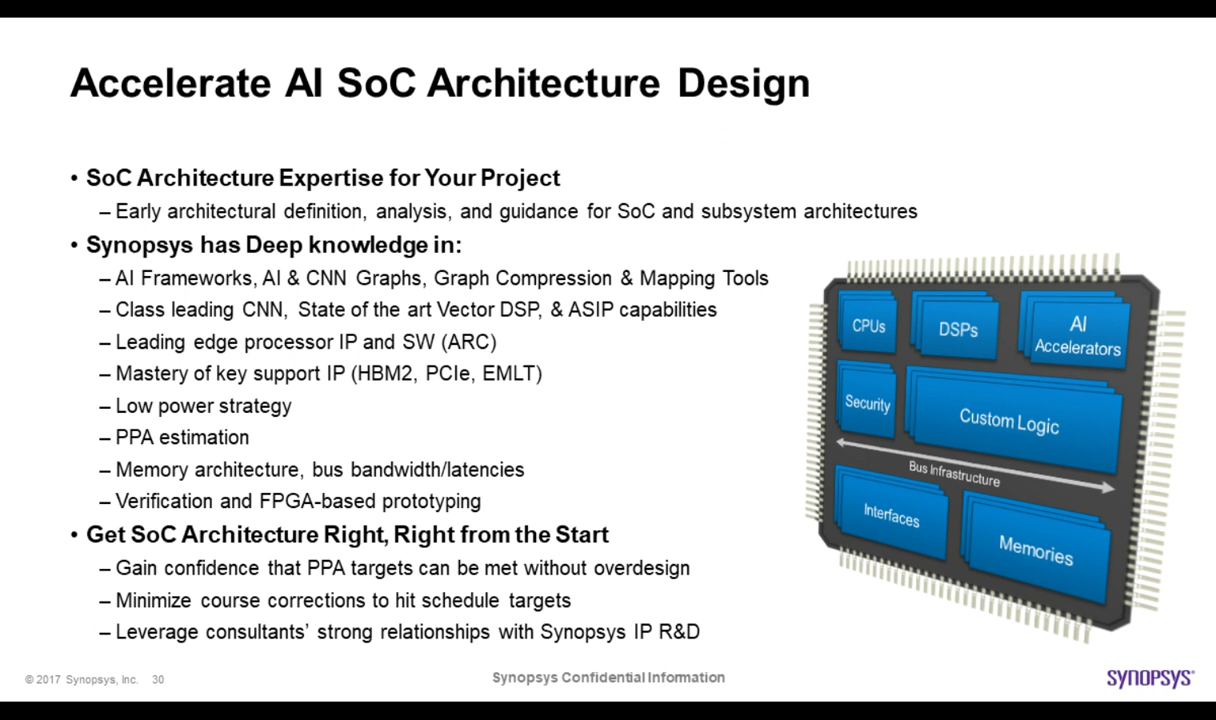 Accelerate AI SoC Architecture Design
• SoC Architecture Expertise for Your Project
– Early architectural definition, analysis, and guidance for SoC and subsystem architectures
• Synopsys has Deep knowledge in:
– AI Frameworks, AI & CNN Graphs, Graph Compression & Mapping Tools
– Class leading CNN, State of the art Vector DSP, & ASIP capabilities
– Leading edge processor IP and SW (ARC)
– Mastery of key support IP (HBM2, PCIe, EMLT)
– Low power strategy
– PPA estimation
– Memory architecture, bus bandwidth/latencies
– Verification and FPGA-based prototyping
• Get SoC Architecture Right, Right from the Start
– Gain confidence that PPA targets can be met without overdesign
– Minimize course corrections to hit schedule targets
– Leverage consultants’ strong relationships with Synopsys IP R&D
CPUs
DSPs
AI
Accelerators
Security
Custom Logic
Bus Infrastructure
Interfaces
Memories
© 2017 Synopsys, Inc. 30
Synopsys Confidential Information
SYNOPSYS®